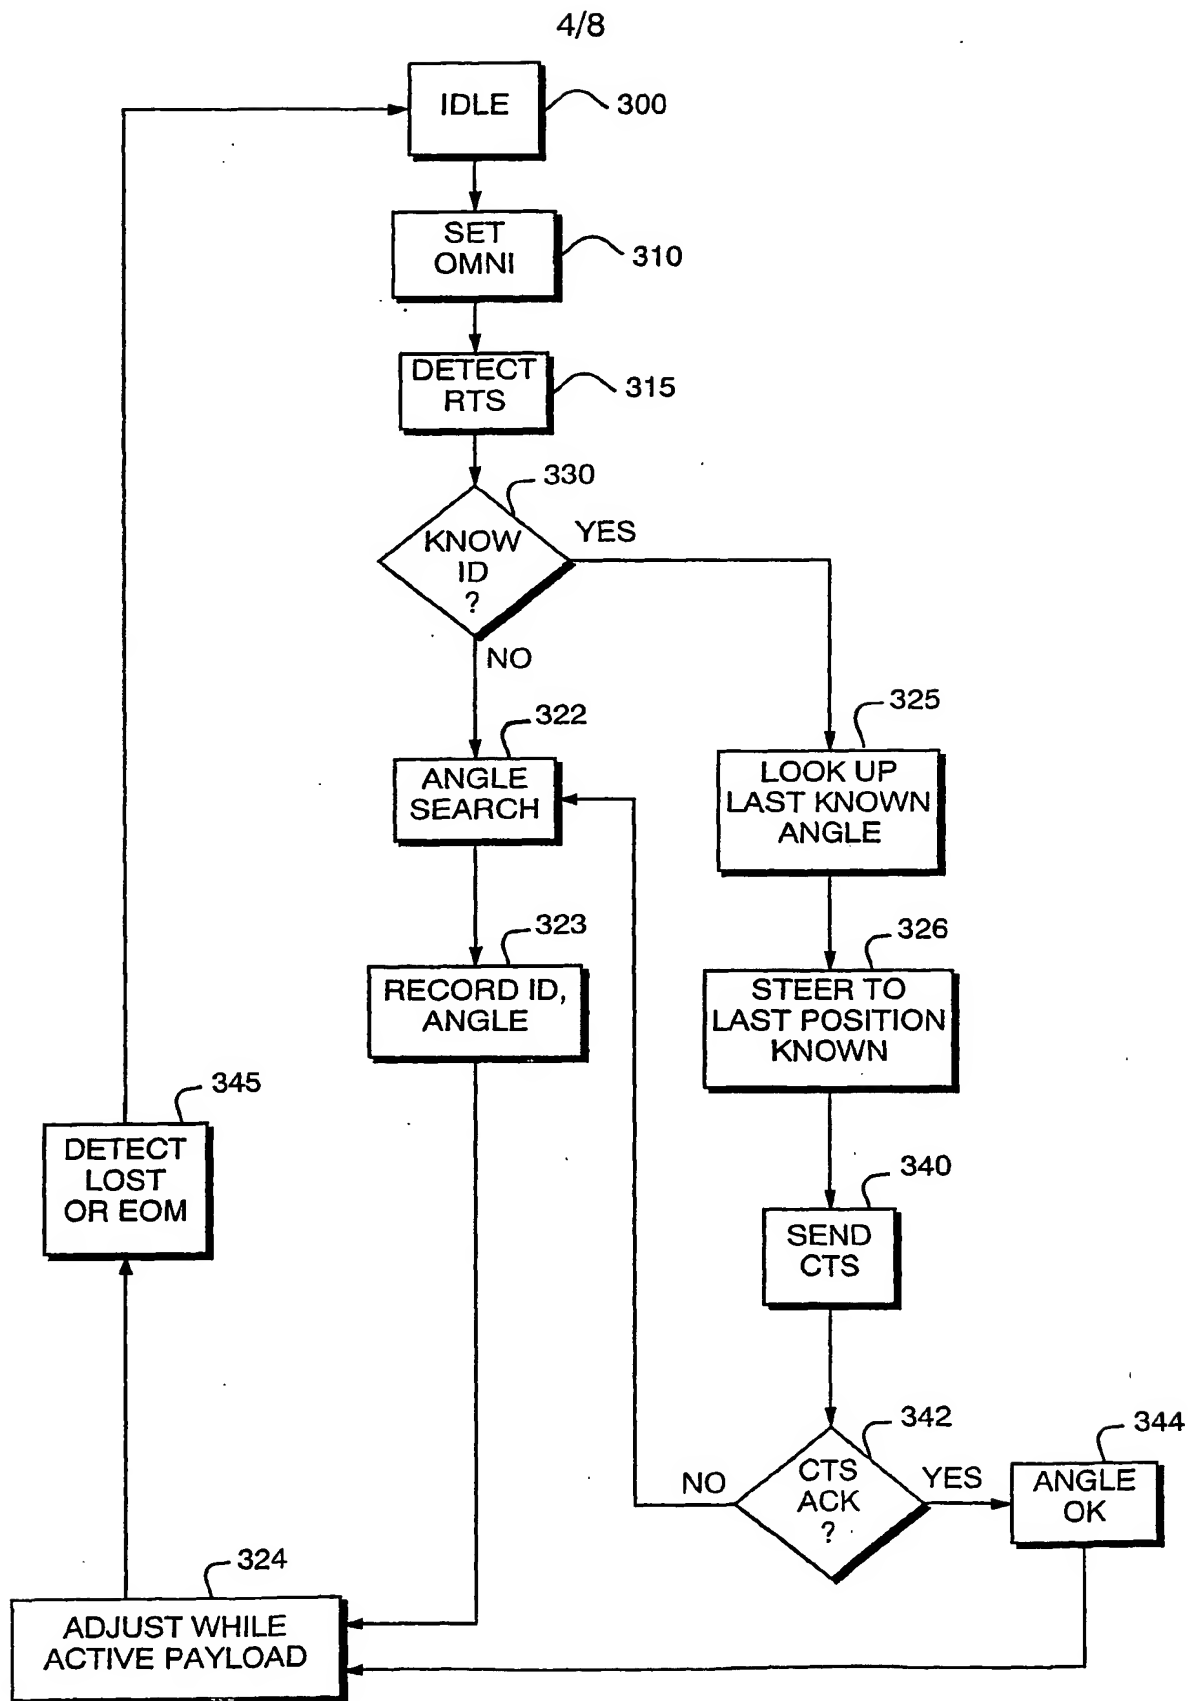 4/8
IDLE
300
SET
OMNI
310
DETECT
RTS
315
330
KNOW
ID
?
YES
NO
322
ANGLE
SEARCH
325
LOOK UP
LAST KNOWN
ANGLE
323
RECORD ID,
ANGLE
326
STEER TO
LAST POSITION
KNOWN
345
DETECT
LOST
OR EOM
340
SEND
CTS
342
CTS
ACK
?
NO
YES
344
ANGLE
OK
324
ADJUST WHILE
ACTIVE PAYLOAD